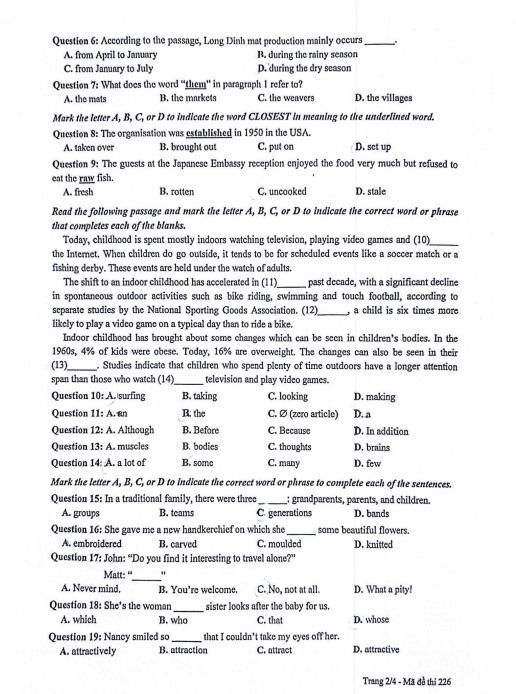 Question 6: According to the passage, Long Dinh mat production mainly occurs ______.
A. from April to January B. during the rainy season
C. from January to July D. during the dry season
Question 7: What does the word "them" in paragraph 1 refer to?
A. the mats B. the markets C. the weavers D. the villages
Mark the letter A, B, C, or D to indicate the word CLOSEST in meaning to the underlined word.
Question 8: The organisation was established in 1950 in the USA.
A. taken over B. brought out C. put on D. set up
Question 9: The guests at the Japanese Embassy reception enjoyed the food very much but refused to
eat the raw fish.
A. fresh B. rotten C. uncooked D. stale
Read the following passage and mark the letter A, B, C, or D to indicate the correct word or phrase
that completes each of the blanks.
Today, childhood is spent mostly indoors watching television, playing video games and (10)______
the Internet. When children do go outside, it tends to be for scheduled events like a soccer match or a
fishing derby. These events are held under the watch of adults.
The shift to an indoor childhood has accelerated in (11)______ past decade, with a significant decline
in spontaneous outdoor activities such as bike riding, swimming and touch football, according to
separate studies by the National Sporting Goods Association. (12)______, a child is six times more
likely to play a video game on a typical day than to ride a bike.
Indoor childhood has brought about some changes which can be seen in children's bodies. In the
1960s, 4% of kids were obese. Today, 16% are overweight. The changes can also be seen in their
(13)______. Studies indicate that children who spend plenty of time outdoors have a longer attention
span than those who watch (14)______ television and play video games.
Question 10: A. surfing B. taking C. looking D. making
Question 11: A. an B. the C. Ø (zero article) D. a
Question 12: A. Although B. Before C. Because D. In addition
Question 13: A. muscles B. bodies C. thoughts D. brains
Question 14: A. a lot of B. some C. many D. few
Mark the letter A, B, C, or D to indicate the correct word or phrase to complete each of the sentences.
Question 15: In a traditional family, there were three ______: grandparents, parents, and children.
A. groups B. teams C. generations D. bands
Question 16: She gave me a new handkerchief on which she ______ some beautiful flowers.
A. embroidered B. carved C. moulded D. knitted
Question 17: John: "Do you find it interesting to travel alone?"
Matt: "______"
A. Never mind. B. You're welcome. C. No, not at all. D. What a pity!
Question 18: She's the woman ______ sister looks after the baby for us.
A. which B. who C. that D. whose
Question 19: Nancy smiled so ______ that I couldn't take my eyes off her.
A. attractively B. attraction C. attract D. attractive
Trang 2/4 - Mã đề thi 226